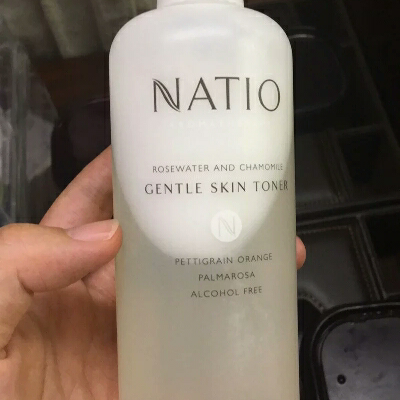 NATIO
ROSEWATER AND CHAMOMILE
GENTLE SKIN TONER
N
PETTIGRAIN ORANGE
PALMAROSA
ALCOHOL FREE